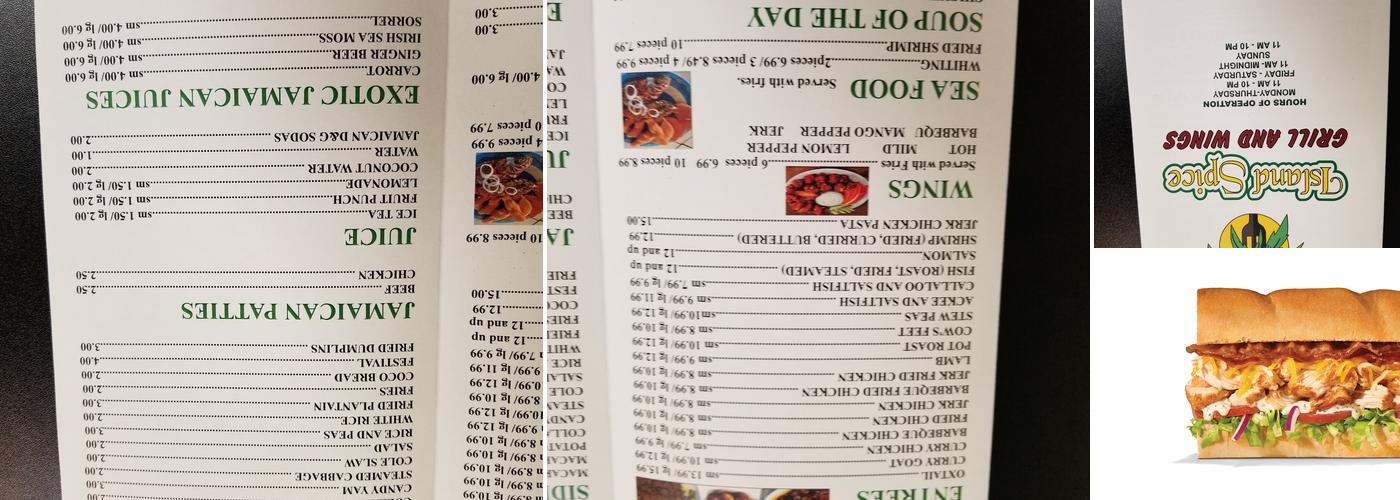 CANDY YAM 3.00
STEAMED CABBAGE 2.00
COLE SLAW 2.00
SALAD 2.00
RICE AND PEAS 3.00
WHITE RICE 2.00
FRIED PLANTAIN 3.00
FRIES 2.00
COCO BREAD 2.00
FESTIVAL 4.00
FRIED DUMPLINS 3.00
JAMAICAN PATTIES
BEEF 2.50
CHICKEN 2.50
JUICE
ICE TEA sm 1.50/ lg 2.00
FRUIT PUNCH sm 1.50/ lg 2.00
LEMONADE sm 1.50/ lg 2.00
COCONUT WATER 2.00
WATER 1.00
JAMAICAN D&G SODAS 2.00
EXOTIC JAMAICAN JUICES
CARROT sm 4.00/ lg 6.00
GINGER BEER sm 4.00/ lg 6.00
IRISH SEA MOSS sm 4.00/ lg 6.00
SORREL sm 4.00/ lg 6.00
ENTREES
OXTAIL sm 13.99/ lg 15.99
CURRY GOAT sm 10.99/ lg 12.99
CURRY CHICKEN sm 7.99/ lg 9.99
BARBEQUE CHICKEN sm 8.99/ lg 10.99
FRIED CHICKEN sm 8.99/ lg 10.99
JERK CHICKEN sm 8.99/ lg 10.99
BARBEQUE FRIED CHICKEN sm 8.99/ lg 10.99
JERK FRIED CHICKEN sm 8.99/ lg 10.99
LAMB sm 9.99/ lg 12.99
POT ROAST sm 10.99/ lg 12.99
COW'S FEET sm 8.99/ lg 10.99
STEW PEAS sm10.99/ lg 12.99
ACKEE AND SALTFISH sm 9.99/ lg 11.99
CALLALOO AND SALTFISH sm 7.99/ lg 9.99
FISH (ROAST, FRIED, STEAMED) 12 and up
SALMON 12 and up
SHRIMP (FRIED, CURRIED, BUTTERED) 12.99
JERK CHICKEN PASTA 15.00
WINGS
Served with Fries 6 pieces 6.99 10 pieces 8.99
HOT MILD LEMON PEPPER
BARBEQU MANGO PEPPER JERK
SEA FOOD Served with fries.
WHITING 2pieces 6.99/ 3 pieces 8.49/ 4 pieces 9.99
FRIED SHRIMP 10 pieces 7.99
SOUP OF THE DAY
Island Spice
GRILL AND WINGS
HOURS OF OPERATION
MONDAY-THURSDAY
11 AM - 10 PM
FRIDAY - SATURDAY
11 AM- MIDNIGHT
SUNDAY
11 AM - 10 PM